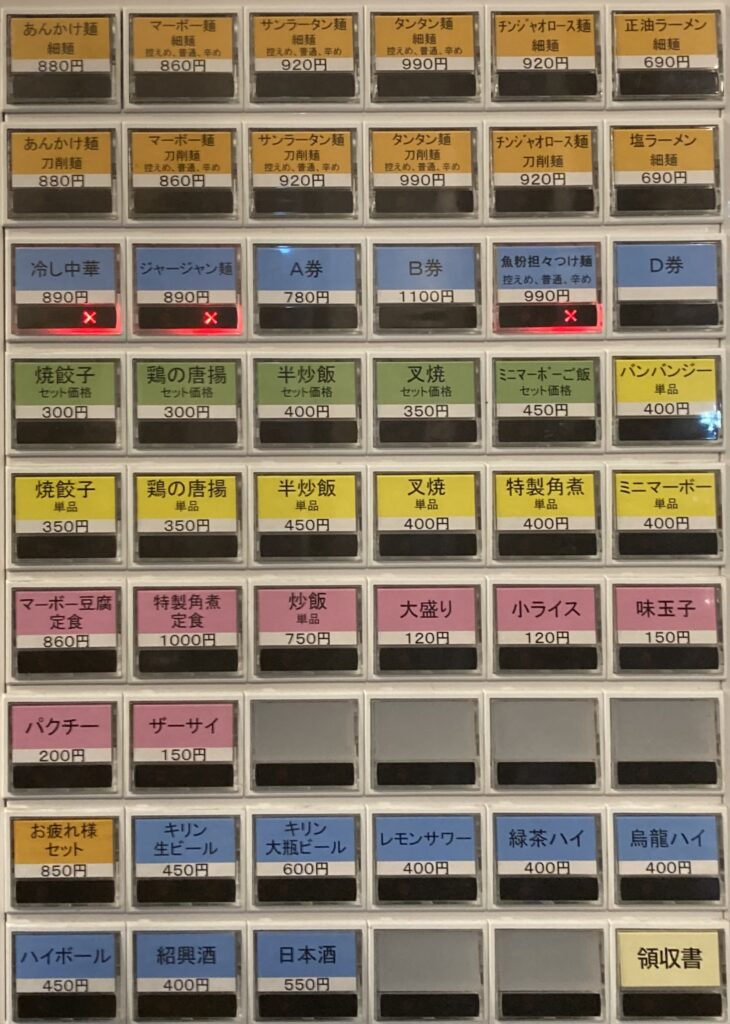 あんかけ麺
細麺
880円
マーボー麺
細麺
控えめ、普通、辛め
860円
サンラータン麺
細麺
控えめ、普通、辛め
920円
タンタン麺
細麺
控えめ、普通、辛め
990円
チンジャオロース麺
細麺
920円
正油ラーメン
細麺
690円
あんかけ麺
刀削麺
880円
マーボー麺
刀削麺
控えめ、普通、辛め
860円
サンラータン麺
刀削麺
控えめ、普通、辛め
920円
タンタン麺
刀削麺
控えめ、普通、辛め
990円
チンジャオロース麺
刀削麺
920円
塩ラーメン
細麺
690円
冷し中華
890円
×
ジャージャン麺
890円
×
A券
780円
B券
1100円
魚粉担々つけ麺
控えめ、普通、辛め
990円
×
D券
焼餃子
セット価格
300円
鶏の唐揚
セット価格
300円
半炒飯
セット価格
400円
叉焼
セット価格
350円
ミニマーボーご飯
セット価格
450円
バンバンジー
単品
400円
焼餃子
単品
350円
鶏の唐揚
単品
350円
半炒飯
単品
450円
叉焼
単品
400円
特製角煮
単品
400円
ミニマーボー
単品
400円
マーボー豆腐
定食
860円
特製角煮
定食
1000円
炒飯
単品
750円
大盛り
120円
小ライス
120円
味玉子
150円
パクチー
200円
ザーサイ
150円
お疲れ様
セット
850円
キリン
生ビール
450円
キリン
大瓶ビール
600円
レモンサワー
400円
緑茶ハイ
400円
烏龍ハイ
400円
ハイボール
450円
紹興酒
400円
日本酒
550円
領収書